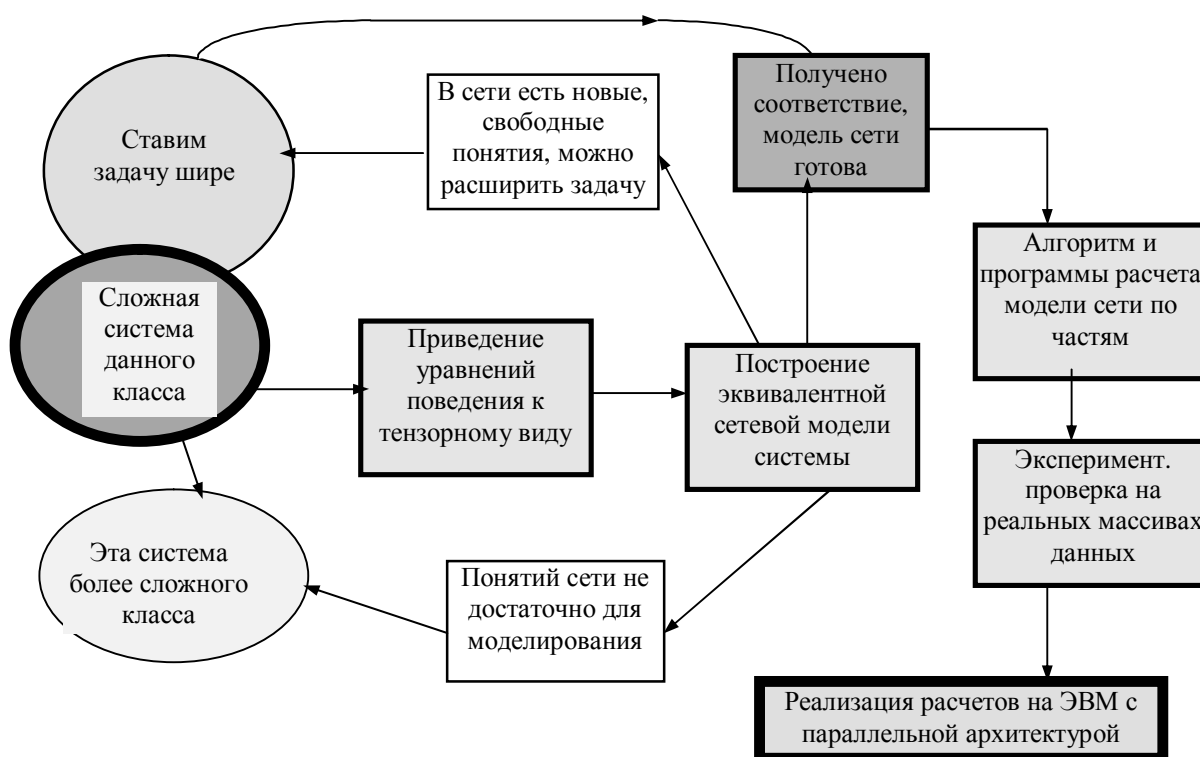 Ставим
задачу шире
В сети есть новые,
свободные
понятия, можно
расширить задачу
Получено
соответствие,
модель сети
готова
Сложная
система
данного
класса
Приведение
уравнений
поведения к
тензорному виду
Построение
эквивалентной
сетевой модели
системы
Алгоритм и
программы расчета
модели сети по
частям
Эксперимент.
проверка на
реальных массивах
данных
Эта система
более сложного
класса
Понятий сети не
достаточно для
моделирования
Реализация расчетов на ЭВМ с
параллельной архитектурой